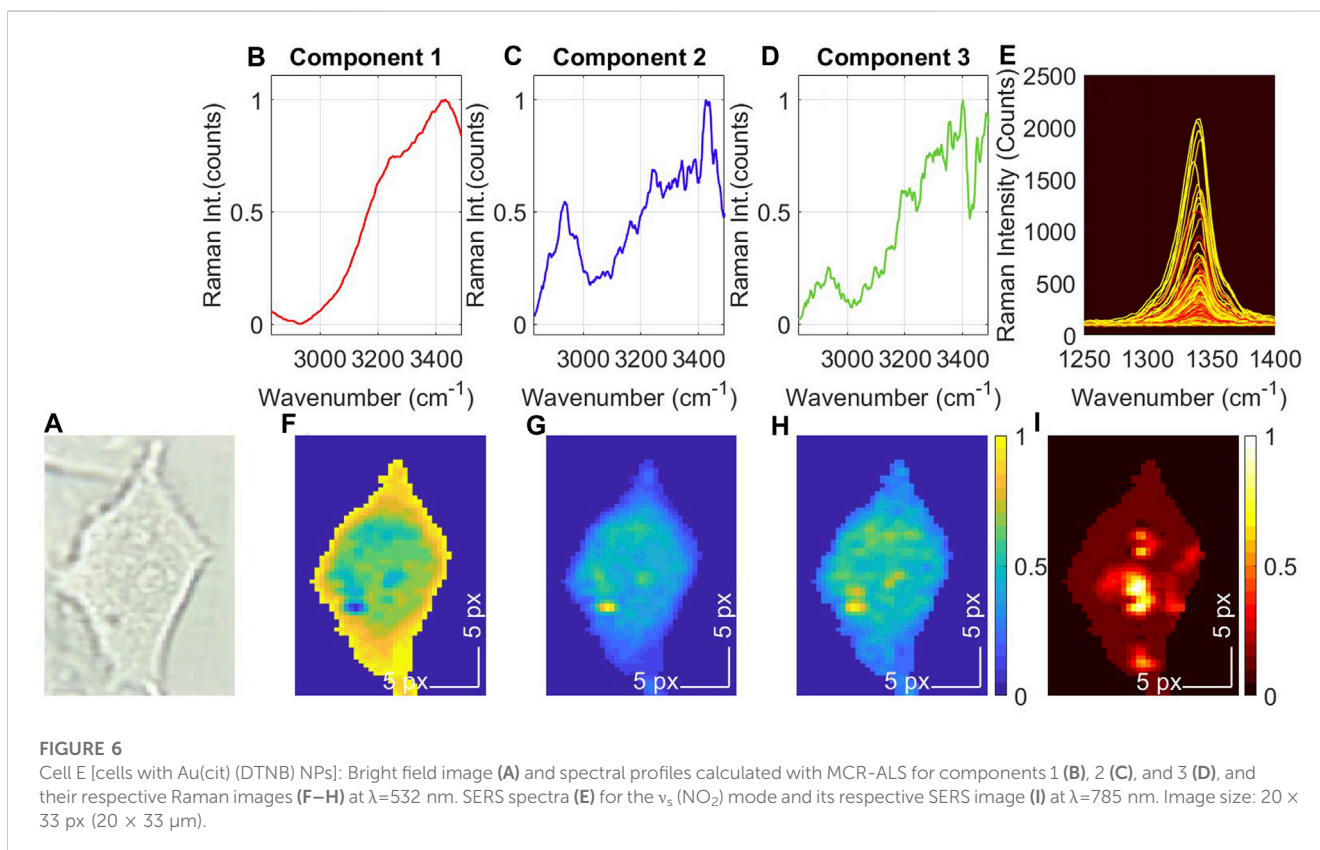 B Component 1
C Component 2
D Component 3
E
Raman Int.(counts)
1
0.5
0
3000 3200 3400
Wavenumber (cm⁻¹)
Raman Int.(counts)
1
0.5
0
3000 3200 3400
Wavenumber (cm⁻¹)
Raman Int.(counts)
1
0.5
0
3000 3200 3400
Wavenumber (cm⁻¹)
Raman Intensity (Counts)
2500
2000
1500
1000
500
0
1250 1300 1350 1400
A
F
5 px
5 px
G
H
5 px
5 px
1
0.5
0
I
5 px
5 px
1
0.5
0
FIGURE 6
Cell E [cells with Au(cit) (DTNB) NPs]: Bright field image (A) and spectral profiles calculated with MCR-ALS for components 1 (B), 2 (C), and 3 (D), and
their respective Raman images (F–H) at λ=532 nm. SERS spectra (E) for the νₛ (NO₂) mode and its respective SERS image (I) at λ=785 nm. Image size: 20 ×
33 px (20 × 33 μm).